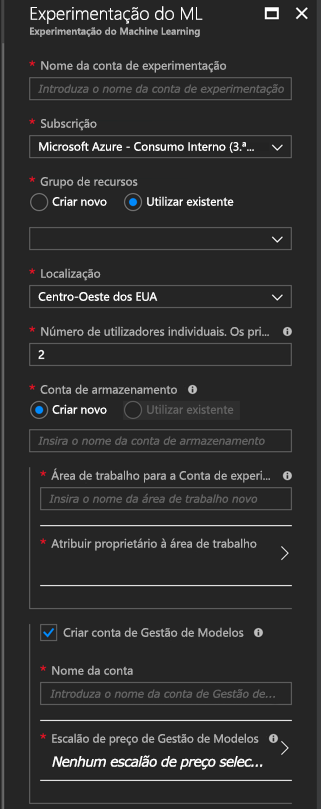 Experimentação do ML
Experimentação do Machine Learning
* Nome da conta de experimentação
Introduza o nome da conta de experimentação
* Subscrição
Microsoft Azure - Consumo Interno (3.ª...
* Grupo de recursos
Criar novo Utilizar existente
* Localização
Centro-Oeste dos EUA
* Número de utilizadores individuais. Os pri...
2
* Conta de armazenamento
Criar novo Utilizar existente
Insira o nome da conta de armazenamento
* Área de trabalho para a Conta de experi...
Insira o nome da área de trabalho novo
* Atribuir proprietário à área de trabalho
Criar conta de Gestão de Modelos
* Nome da conta
Introduza o nome da conta de Gestão de...
* Escalão de preço de Gestão de Modelos
Nenhum escalão de preço selec...